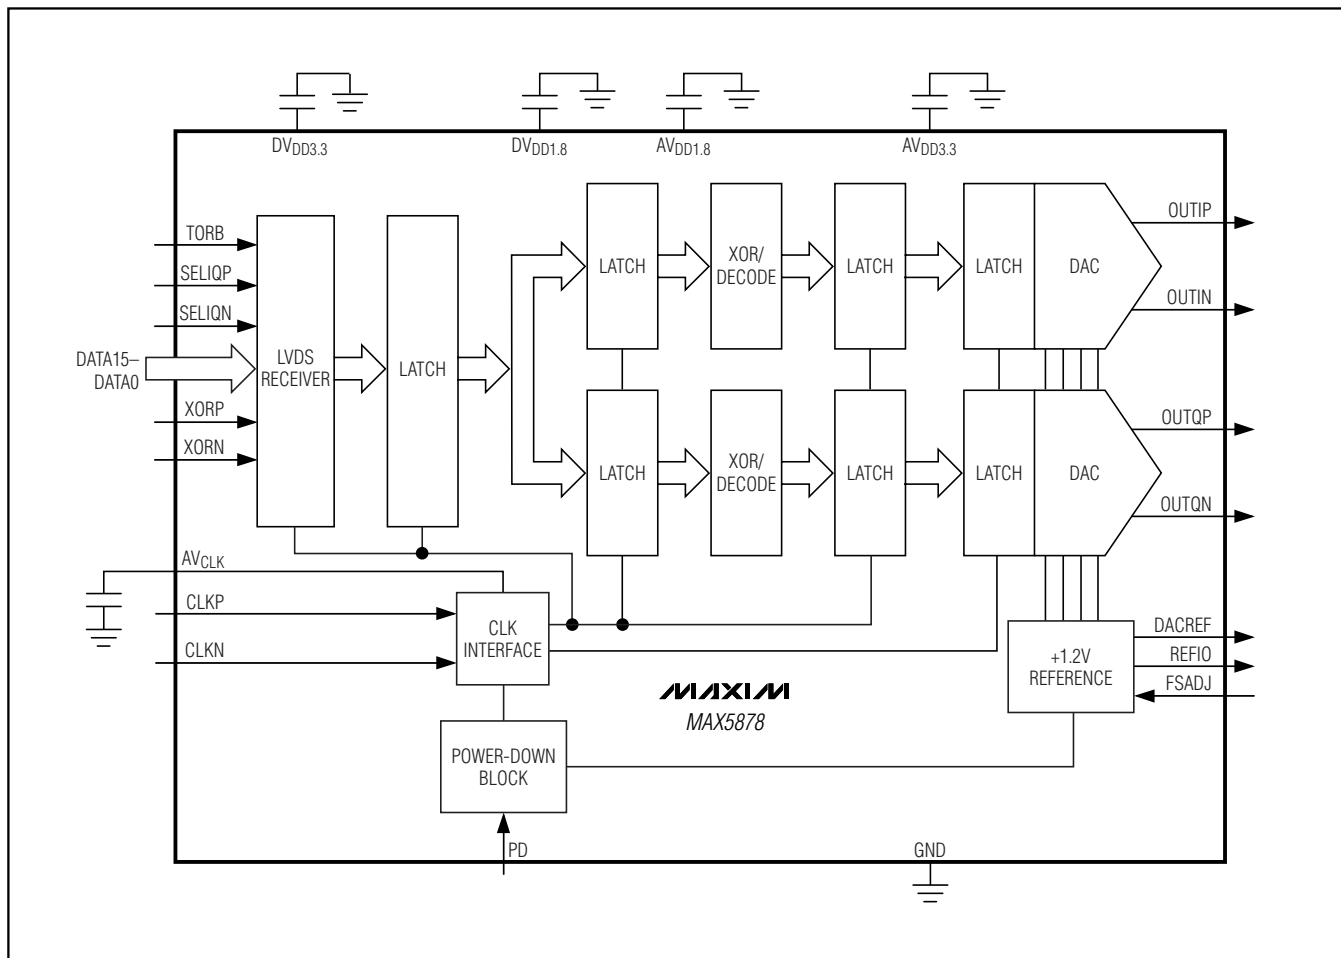 DVDD3.3
DVDD1.8
AVDD1.8
AVDD3.3
TORB
SELIQP
SELIQN
DATA15–
DATA0
XORP
XORN
LVDS
RECEIVER
LATCH
LATCH
XOR/
DECODE
LATCH
LATCH
DAC
OUTIP
OUTIN
LATCH
XOR/
DECODE
LATCH
LATCH
DAC
OUTQP
OUTQN
AVCLK
CLKP
CLKN
CLK
INTERFACE
+1.2V
REFERENCE
DACREF
REFIO
FSADJ
MAXIM
MAX5878
POWER-DOWN
BLOCK
PD
GND